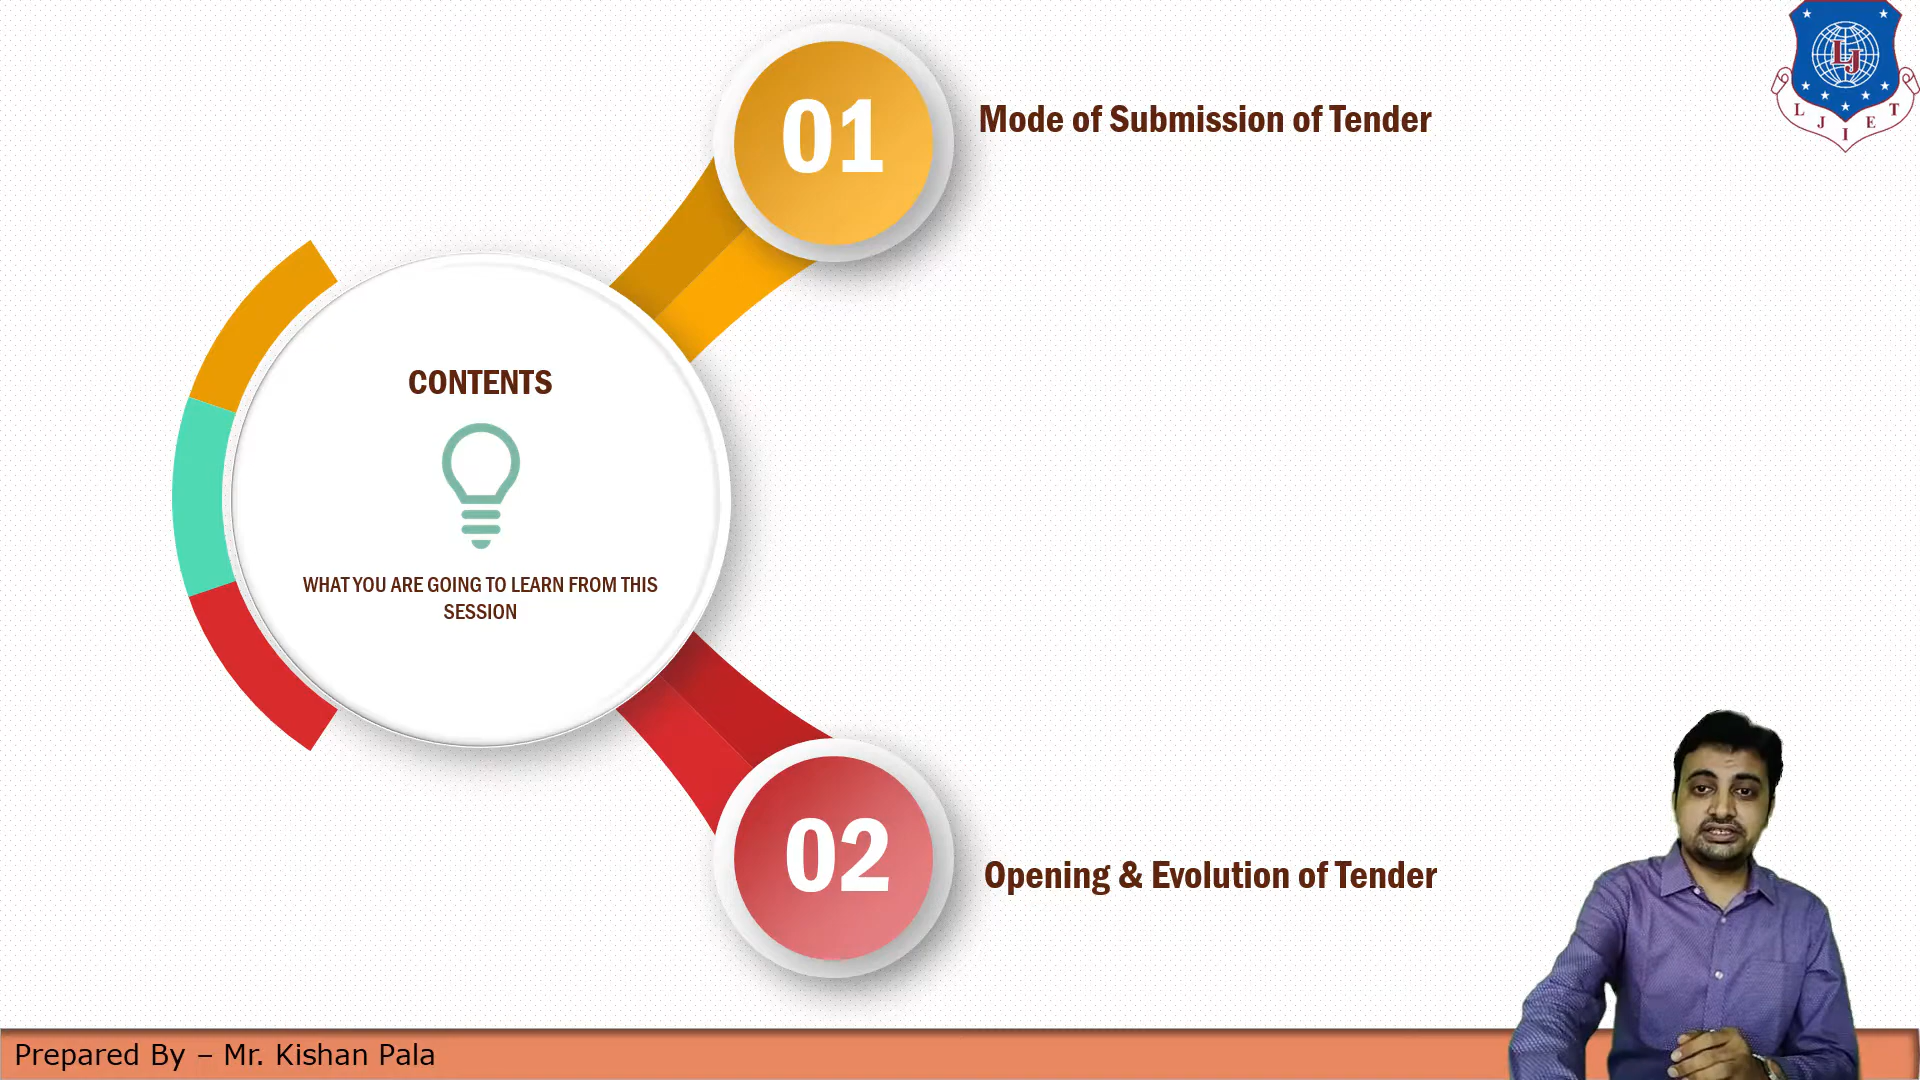 01
Mode of Submission of Tender
LJ
L J I E T
CONTENTS
WHAT YOU ARE GOING TO LEARN FROM THIS
SESSION
02
Opening & Evolution of Tender
Prepared By – Mr. Kishan Pala